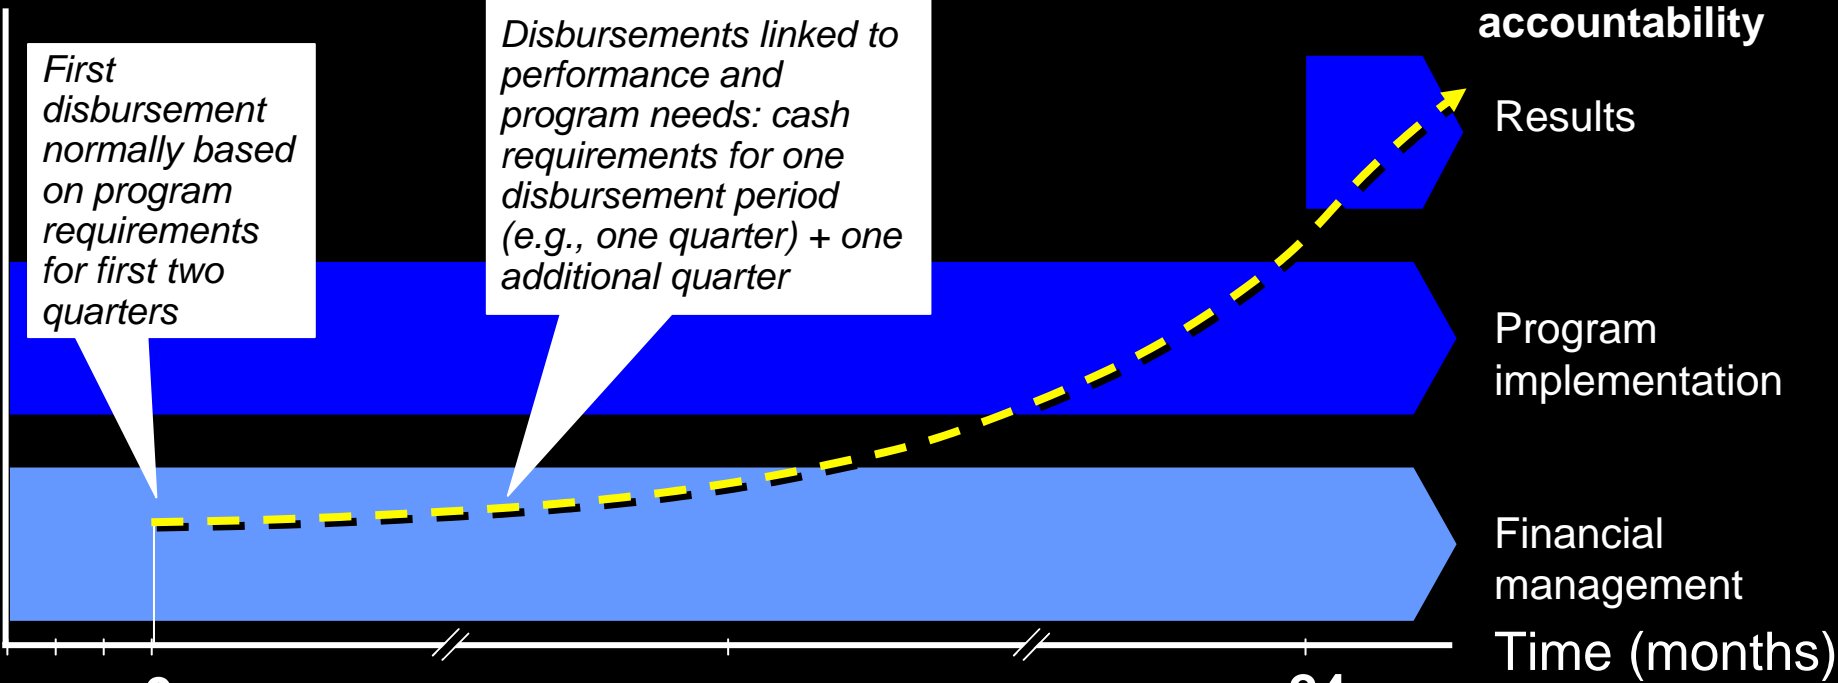 accountability
First
disbursement
normally based
on program
requirements
for first two
quarters
Disbursements linked to
performance and
program needs: cash
requirements for one
disbursement period
(e.g., one quarter) + one
additional quarter
Results
Program
implementation
Financial
management
Time (months)